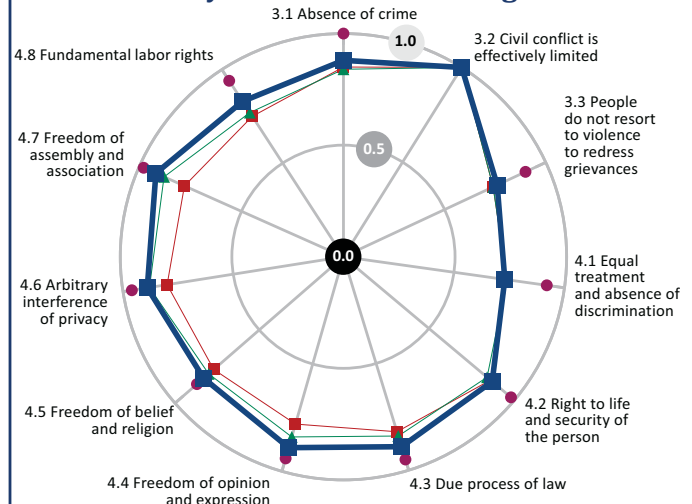 3.1 Absence of crime
1.0
3.2 Civil conflict is
effectively limited
4.8 Fundamental labor rights
3.3 People
do not resort
to violence
to redress
grievances
0.5
4.7 Freedom of
assembly and
association
0.0
4.1 Equal
treatment
and absence of
discrimination
4.6 Arbitrary
interference
of privacy
4.2 Right to life
and security of
the person
4.5 Freedom of belief
and religion
4.4 Freedom of opinion
and expression
4.3 Due process of law